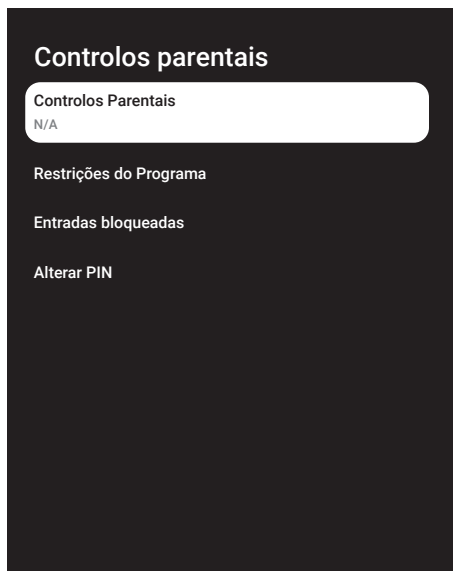 Controlos parentais
Controlos Parentais
N/A
Restrições do Programa
Entradas bloqueadas
Alterar PIN